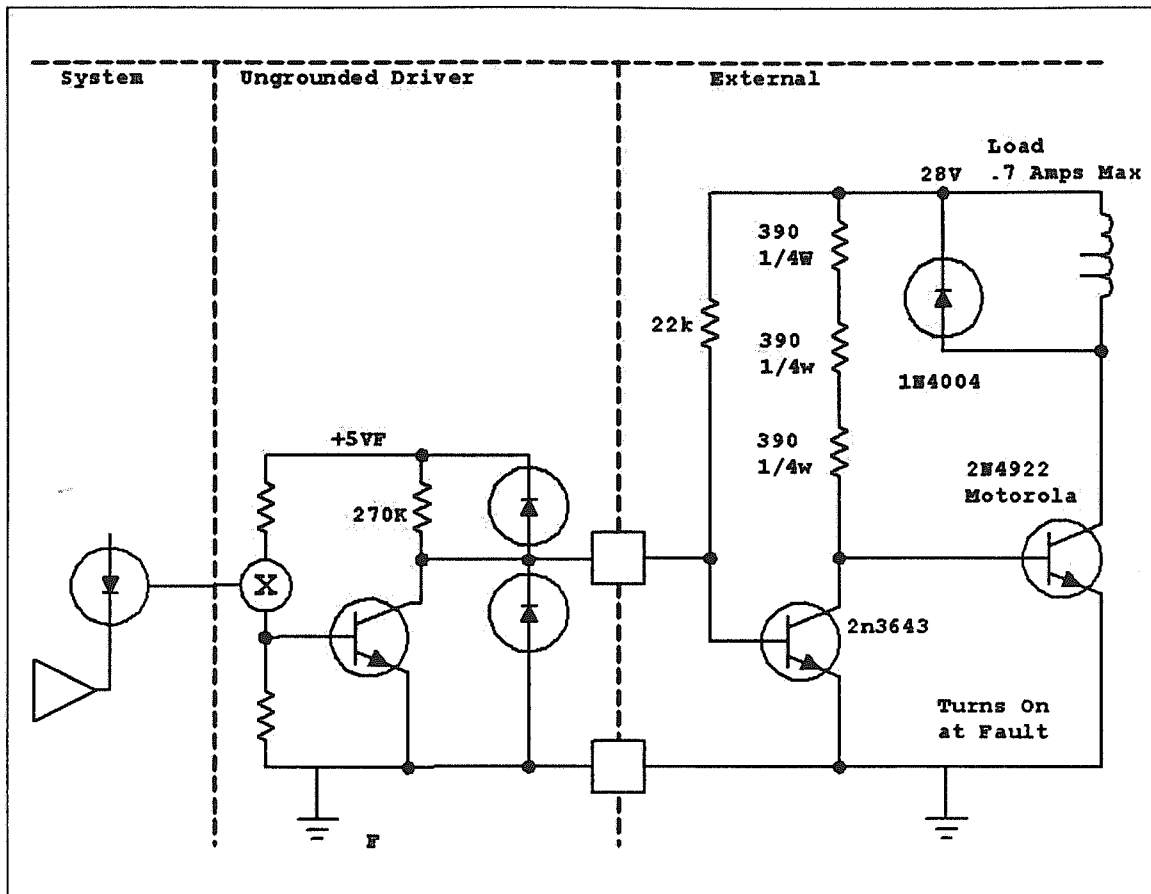 System
Ungrounded Driver
External
Load
28V .7 Amps Max
390
1/4W
22k
390
1/4w
1N4004
390
1/4w
+5VF
270K
2N4922
Motorola
X
2n3643
Turns On
at Fault
F